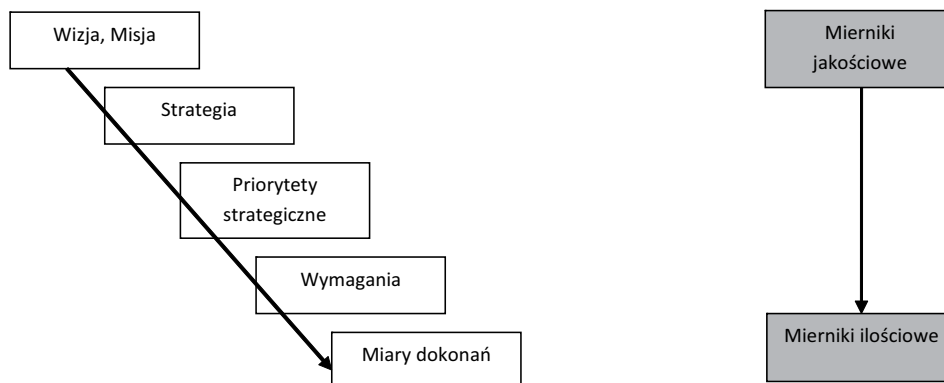 Wizja, Misja
Strategia
Priorytety
strategiczne
Wymagania
Miary dokonań
Mierniki
jakościowe
Mierniki ilościowe